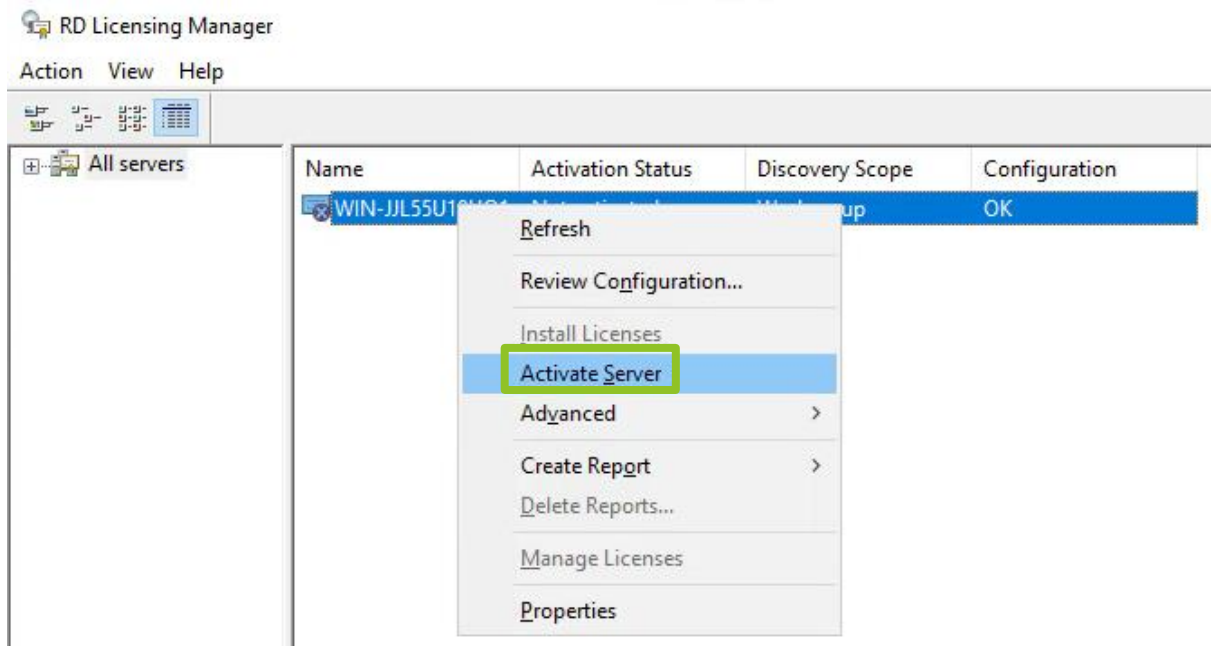 RD Licensing Manager
Action View Help
All servers
Name Activation Status Discovery Scope Configuration
OK
Refresh
Review Configuration...
Install Licenses
Activate Server
Advanced
Create Report
Delete Reports...
Manage Licenses
Properties